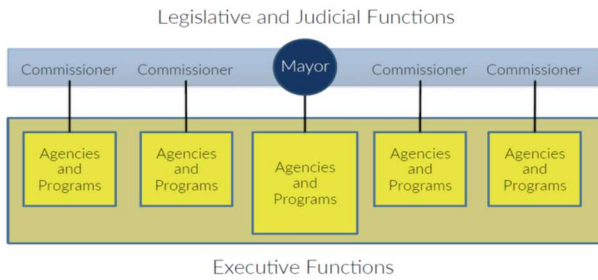 Legislative and Judicial Functions
Commissioner
Commissioner
Mayor
Commissioner
Commissioner
Agencies
and
Programs
Agencies
and
Programs
Agencies
and
Programs
Agencies
and
Programs
Agencies
and
Programs
Executive Functions